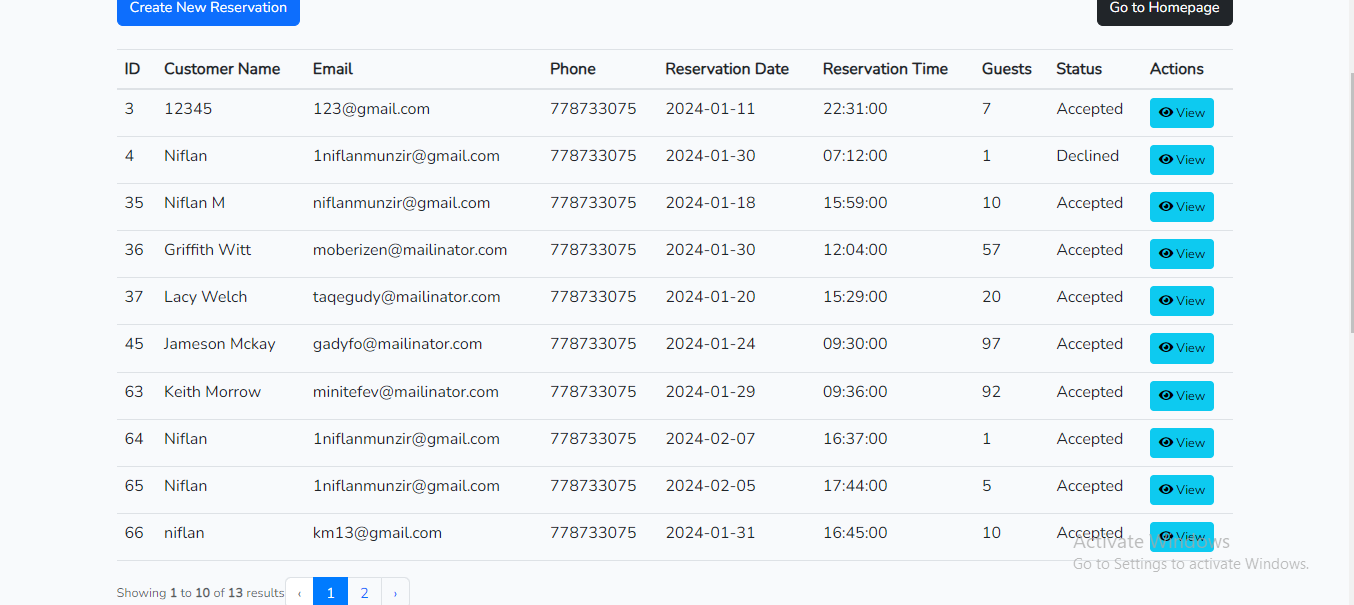 Create New Reservation Go to Homepage
ID Customer Name Email Phone Reservation Date Reservation Time Guests Status Actions
3 12345 123@gmail.com 778733075 2024-01-11 22:31:00 7 Accepted View
4 Niflan 1niflanmunzir@gmail.com 778733075 2024-01-30 07:12:00 1 Declined View
35 Niflan M niflanmunzir@gmail.com 778733075 2024-01-18 15:59:00 10 Accepted View
36 Griffith Witt moberizen@mailinator.com 778733075 2024-01-30 12:04:00 57 Accepted View
37 Lacy Welch taqegudy@mailinator.com 778733075 2024-01-20 15:29:00 20 Accepted View
45 Jameson Mckay gadyfo@mailinator.com 778733075 2024-01-24 09:30:00 97 Accepted View
63 Keith Morrow minitefev@mailinator.com 778733075 2024-01-29 09:36:00 92 Accepted View
64 Niflan 1niflanmunzir@gmail.com 778733075 2024-02-07 16:37:00 1 Accepted View
65 Niflan 1niflanmunzir@gmail.com 778733075 2024-02-05 17:44:00 5 Accepted View
66 niflan km13@gmail.com 778733075 2024-01-31 16:45:00 10 Accepted View
Activate Windows
Go to Settings to activate Windows.
Showing 1 to 10 of 13 results ‹ 1 2 ›